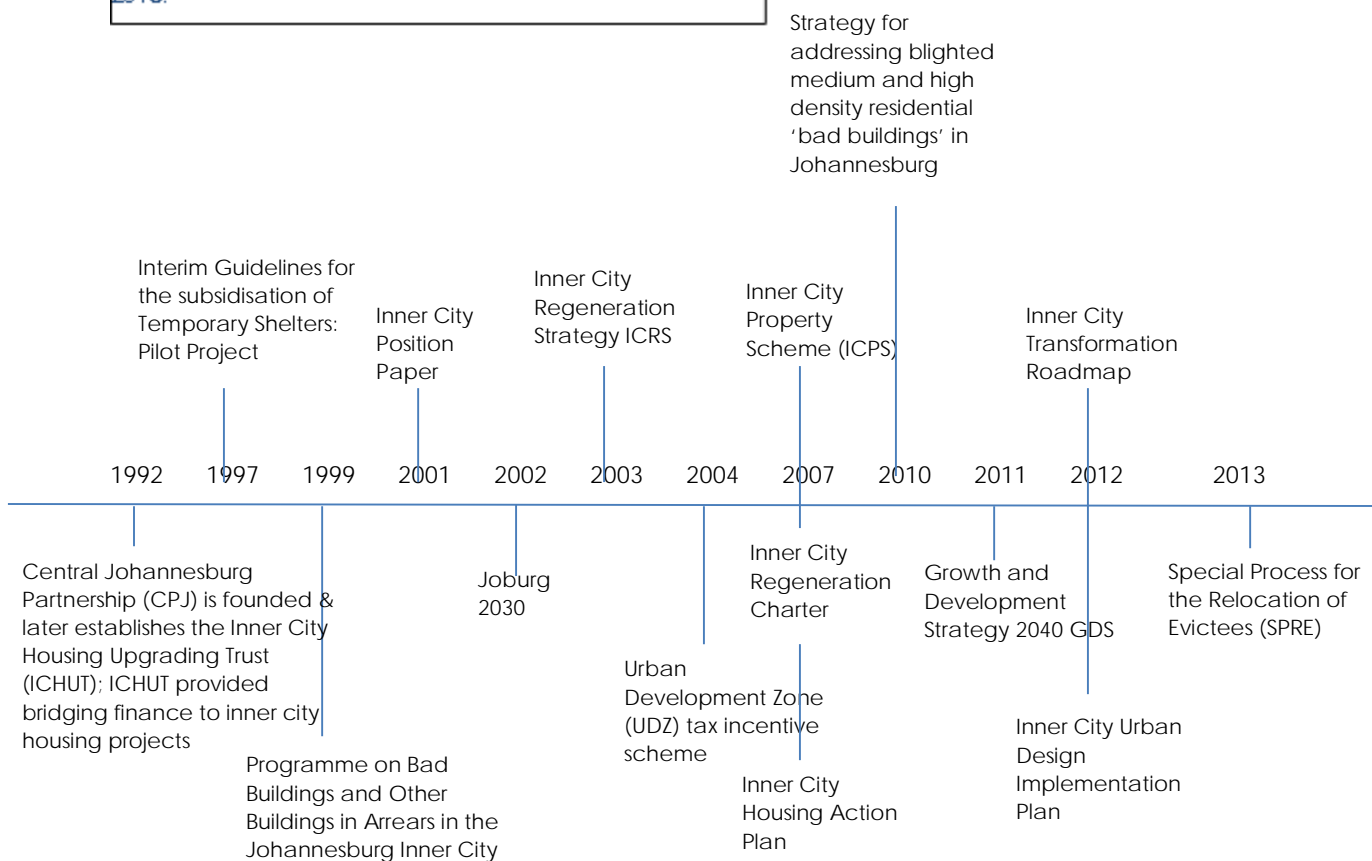 Strategy for
addressing blighted
medium and high
density residential
‘bad buildings’ in
Johannesburg
Interim Guidelines for
the subsidisation of
Temporary Shelters:
Pilot Project
Inner City
Position
Paper
Inner City
Regeneration
Strategy ICRS
Inner City
Property
Scheme (ICPS)
Inner City
Transformation
Roadmap
1992 1997 1999 2001 2002 2003 2004 2007 2010 2011 2012 2013
Central Johannesburg
Partnership (CPJ) is founded &
later establishes the Inner City
Housing Upgrading Trust
(ICHUT); ICHUT provided
bridging finance to inner city
housing projects
Programme on Bad
Buildings and Other
Buildings in Arrears in the
Johannesburg Inner City
Joburg
2030
Urban
Development Zone
(UDZ) tax incentive
scheme
Inner City
Regeneration
Charter
Inner City
Housing Action
Plan
Growth and
Development
Strategy 2040 GDS
Inner City Urban
Design
Implementation
Plan
Special Process for
the Relocation of
Evictees (SPRE)